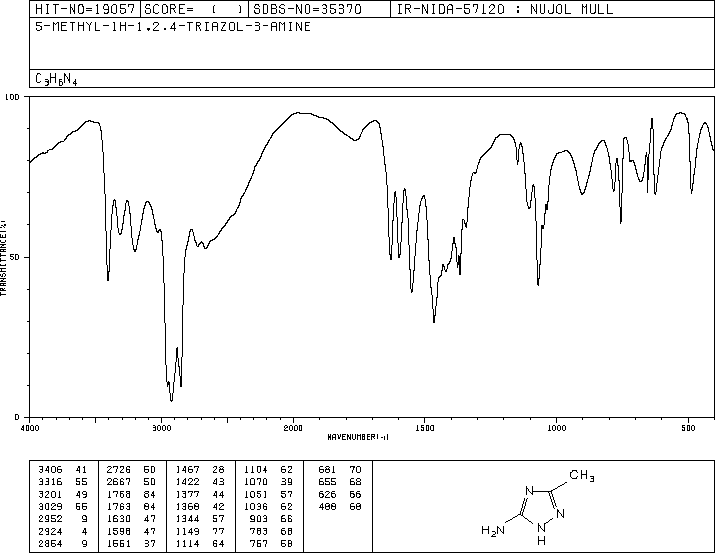 HIT-NO=19057 SCORE= ( ) SDBS-NO=35370 IR-NIDA-57120 : NUJOL MULL
5-METHYL-1H-1,2,4-TRIAZOL-3-AMINE
C3H6N4
100
50
0
TRANSMITTANCE(%)
4000 3000 2000 1500 1000 500
WAVENUMBER(-1)
3406 41 2726 50 1467 28 1104 62 681 70
3316 55 2667 50 1422 43 1070 39 655 68
3201 49 1768 84 1377 44 1051 57 626 66
3029 55 1763 84 1368 42 1036 62 488 68
2952 9 1630 47 1344 57 903 66
2924 4 1598 47 1149 77 783 68
2854 9 1551 37 1114 64 757 58
CH3
N
N
H2N
N
H